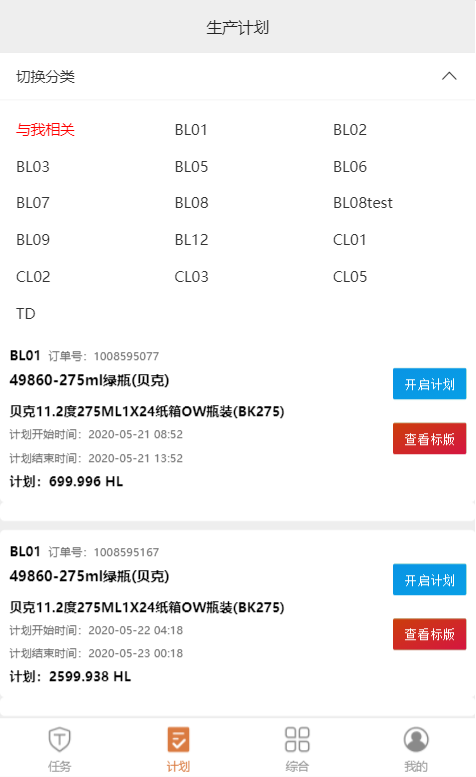 生产计划
切换分类
与我相关 BL01 BL02
BL03 BL05 BL06
BL07 BL08 BL08test
BL09 BL12 CL01
CL02 CL03 CL05
TD
BL01 订单号：1008595077
49860-275ml绿瓶(贝克)
开启计划
贝克11.2度275ML1X24纸箱OW瓶装(BK275)
计划开始时间：2020-05-21 08:52
查看标版
计划结束时间：2020-05-21 13:52
计划：699.996 HL
BL01 订单号：1008595167
49860-275ml绿瓶(贝克)
开启计划
贝克11.2度275ML1X24纸箱OW瓶装(BK275)
计划开始时间：2020-05-22 04:18
查看标版
计划结束时间：2020-05-23 00:18
计划：2599.938 HL
任务 计划 综合 我的